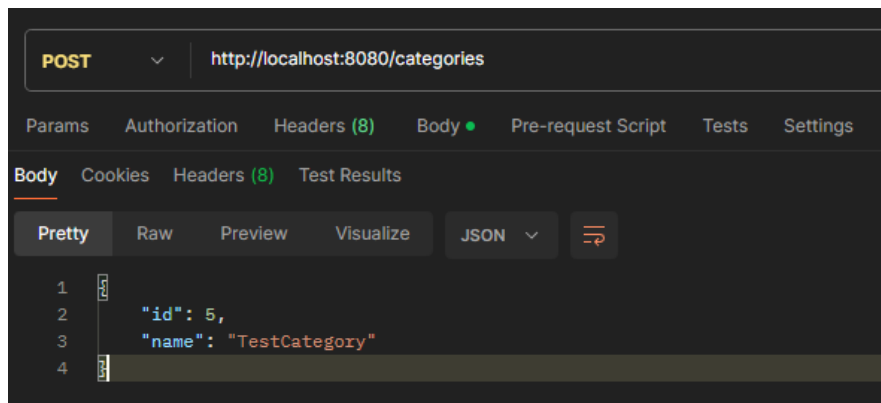 POST http://localhost:8080/categories
Params Authorization Headers (8) Body Pre-request Script Tests Settings
Body Cookies Headers (8) Test Results
Pretty Raw Preview Visualize JSON
1 {
2 "id": 5,
3 "name": "TestCategory"
4 }